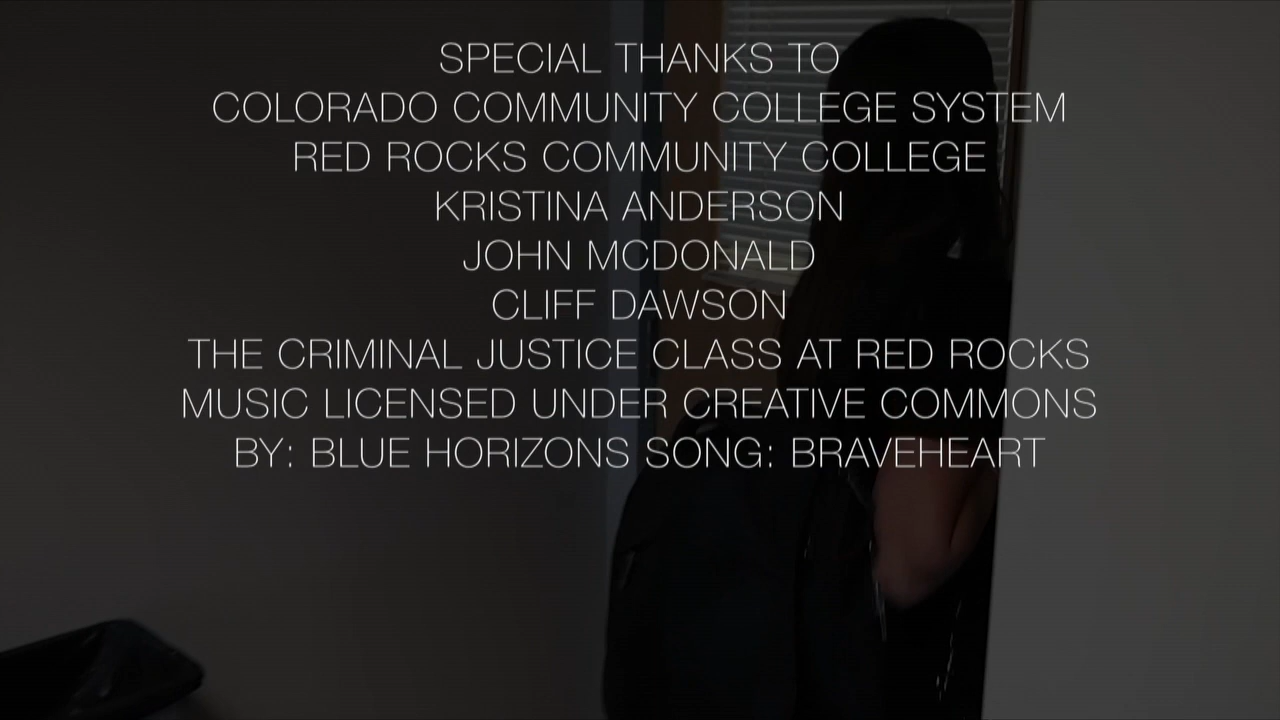 SPECIAL THANKS TO
COLORADO COMMUNITY COLLEGE SYSTEM
RED ROCKS COMMUNITY COLLEGE
KRISTINA ANDERSON
JOHN MCDONALD
CLIFF DAWSON
THE CRIMINAL JUSTICE CLASS AT RED ROCKS
MUSIC LICENSED UNDER CREATIVE COMMONS
BY: BLUE HORIZONS SONG: BRAVEHEART